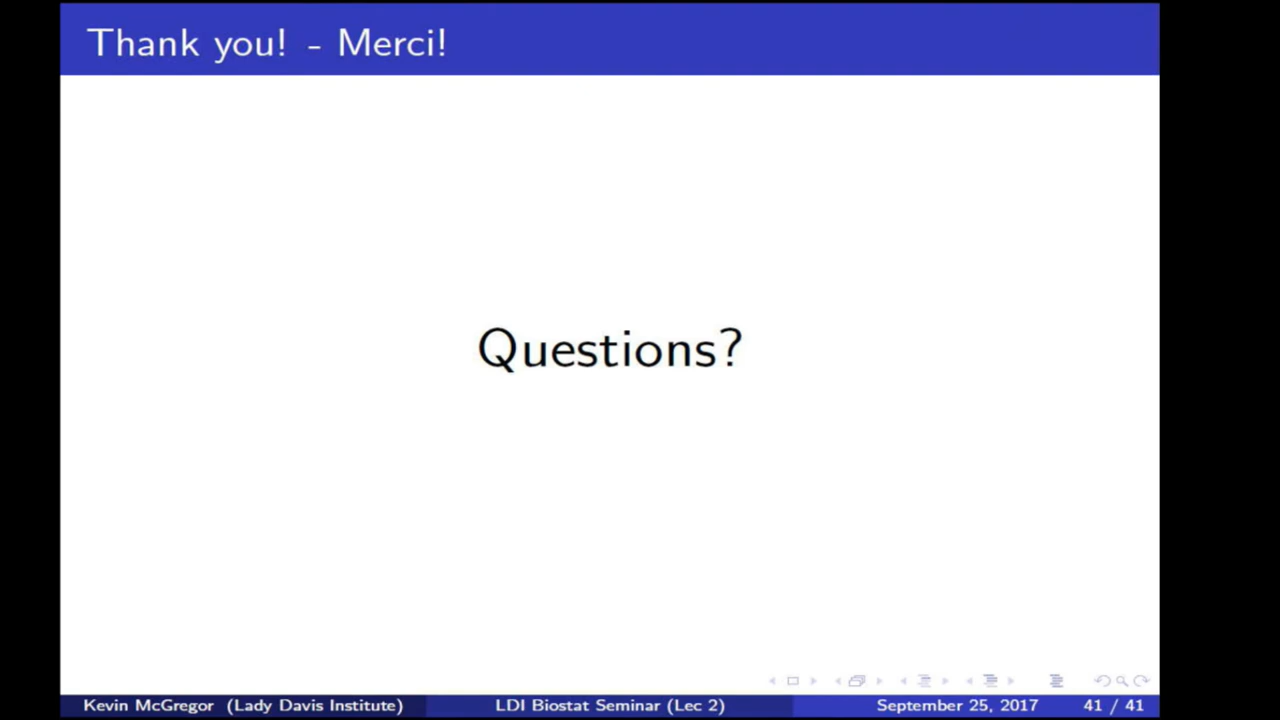 Thank you! - Merci!
Questions?
Kevin McGregor (Lady Davis Institute) LDI Biostat Seminar (Lec 2) September 25, 2017 41 / 41